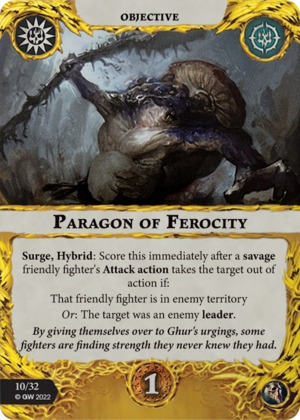 OBJECTIVE
PARAGON OF FEROCITY
Surge, Hybrid: Score this immediately after a savage
friendly fighter's Attack action takes the target out of
action if:
That friendly fighter is in enemy territory
Or: The target was an enemy leader.
By giving themselves over to Ghur's urgings, some
fighters are finding strength they never knew they had.
10/32
© GW 2022
1